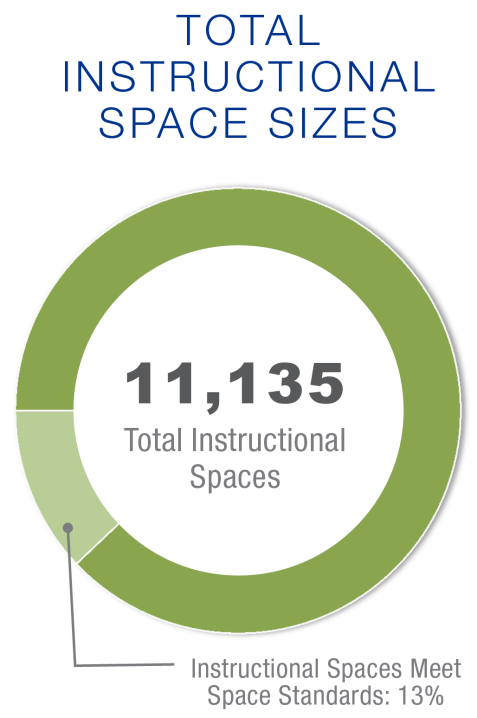 TOTAL
INSTRUCTIONAL
SPACE SIZES
11,135
Total Instructional
Spaces
Instructional Spaces Meet
Space Standards: 13%